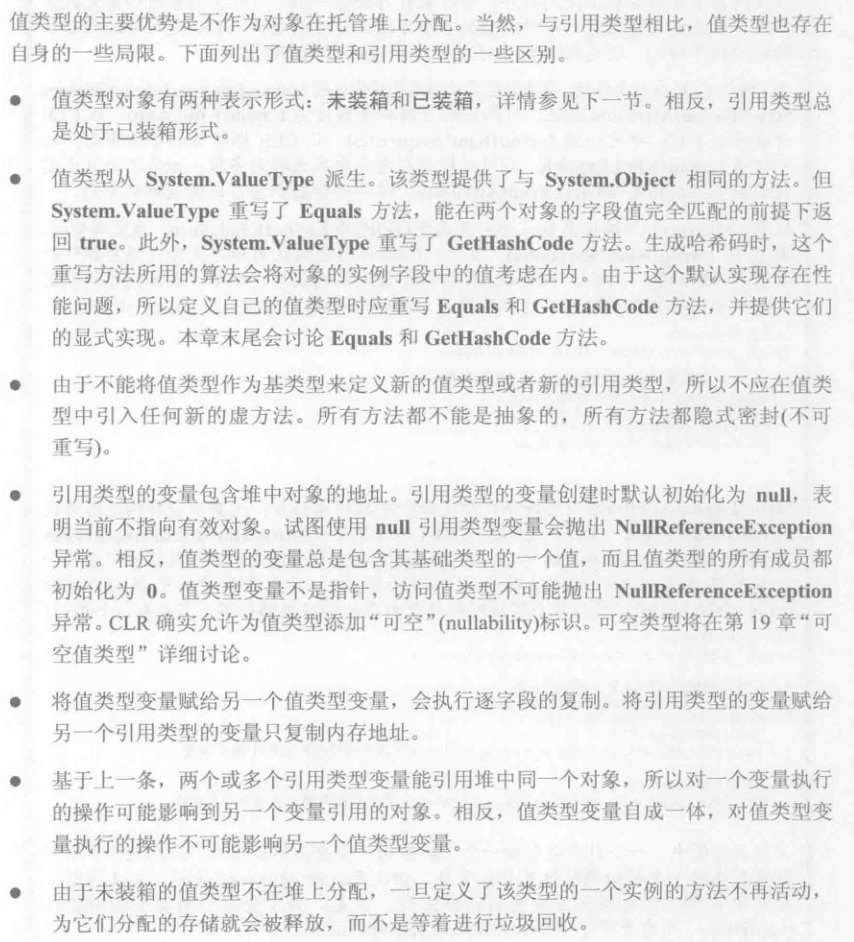 值类型的主要优势是不作为对象在托管堆上分配。当然，与引用类型相比，值类型也存在
自身的一些局限。下面列出了值类型和引用类型的一些区别。
● 值类型对象有两种表示形式：未装箱和已装箱，详情参见下一节。相反，引用类型总
是处于已装箱形式。
● 值类型从 System.ValueType 派生。该类型提供了与 System.Object 相同的方法。但
System.ValueType 重写了 Equals 方法，能在两个对象的字段值完全匹配的前提下返
回 true。此外，System.ValueType 重写了 GetHashCode 方法。生成哈希码时，这个
重写方法所用的算法会将对象的实例字段中的值考虑在内。由于这个默认实现存在性
能问题，所以定义自己的值类型时应重写 Equals 和 GetHashCode 方法，并提供它们
的显式实现。本章末尾会讨论 Equals 和 GetHashCode 方法。
● 由于不能将值类型作为基类型来定义新的值类型或者新的引用类型，所以不应在值类
型中引入任何新的虚方法。所有方法都不能是抽象的，所有方法都隐式密封(不可
重写)。
● 引用类型的变量包含堆中对象的地址。引用类型的变量创建时默认初始化为 null，表
明当前不指向有效对象。试图使用 null 引用类型变量会抛出 NullReferenceException
异常。相反，值类型的变量总是包含其基础类型的一个值，而且值类型的所有成员都
初始化为 0。值类型变量不是指针，访问值类型不可能抛出 NullReferenceException
异常。CLR 确实允许为值类型添加“可空”(nullability)标识。可空类型将在第 19 章“可
空值类型”详细讨论。
● 将值类型变量赋给另一个值类型变量，会执行逐字段的复制。将引用类型的变量赋给
另一个引用类型的变量只复制内存地址。
● 基于上一条，两个或多个引用类型变量能引用堆中同一个对象，所以对一个变量执行
的操作可能影响到另一个变量引用的对象。相反，值类型变量自成一体，对值类型变
量执行的操作不可能影响另一个值类型变量。
● 由于未装箱的值类型不在堆上分配，一旦定义了该类型的一个实例的方法不再活动，
为它们分配的存储就会被释放，而不是等着进行垃圾回收。